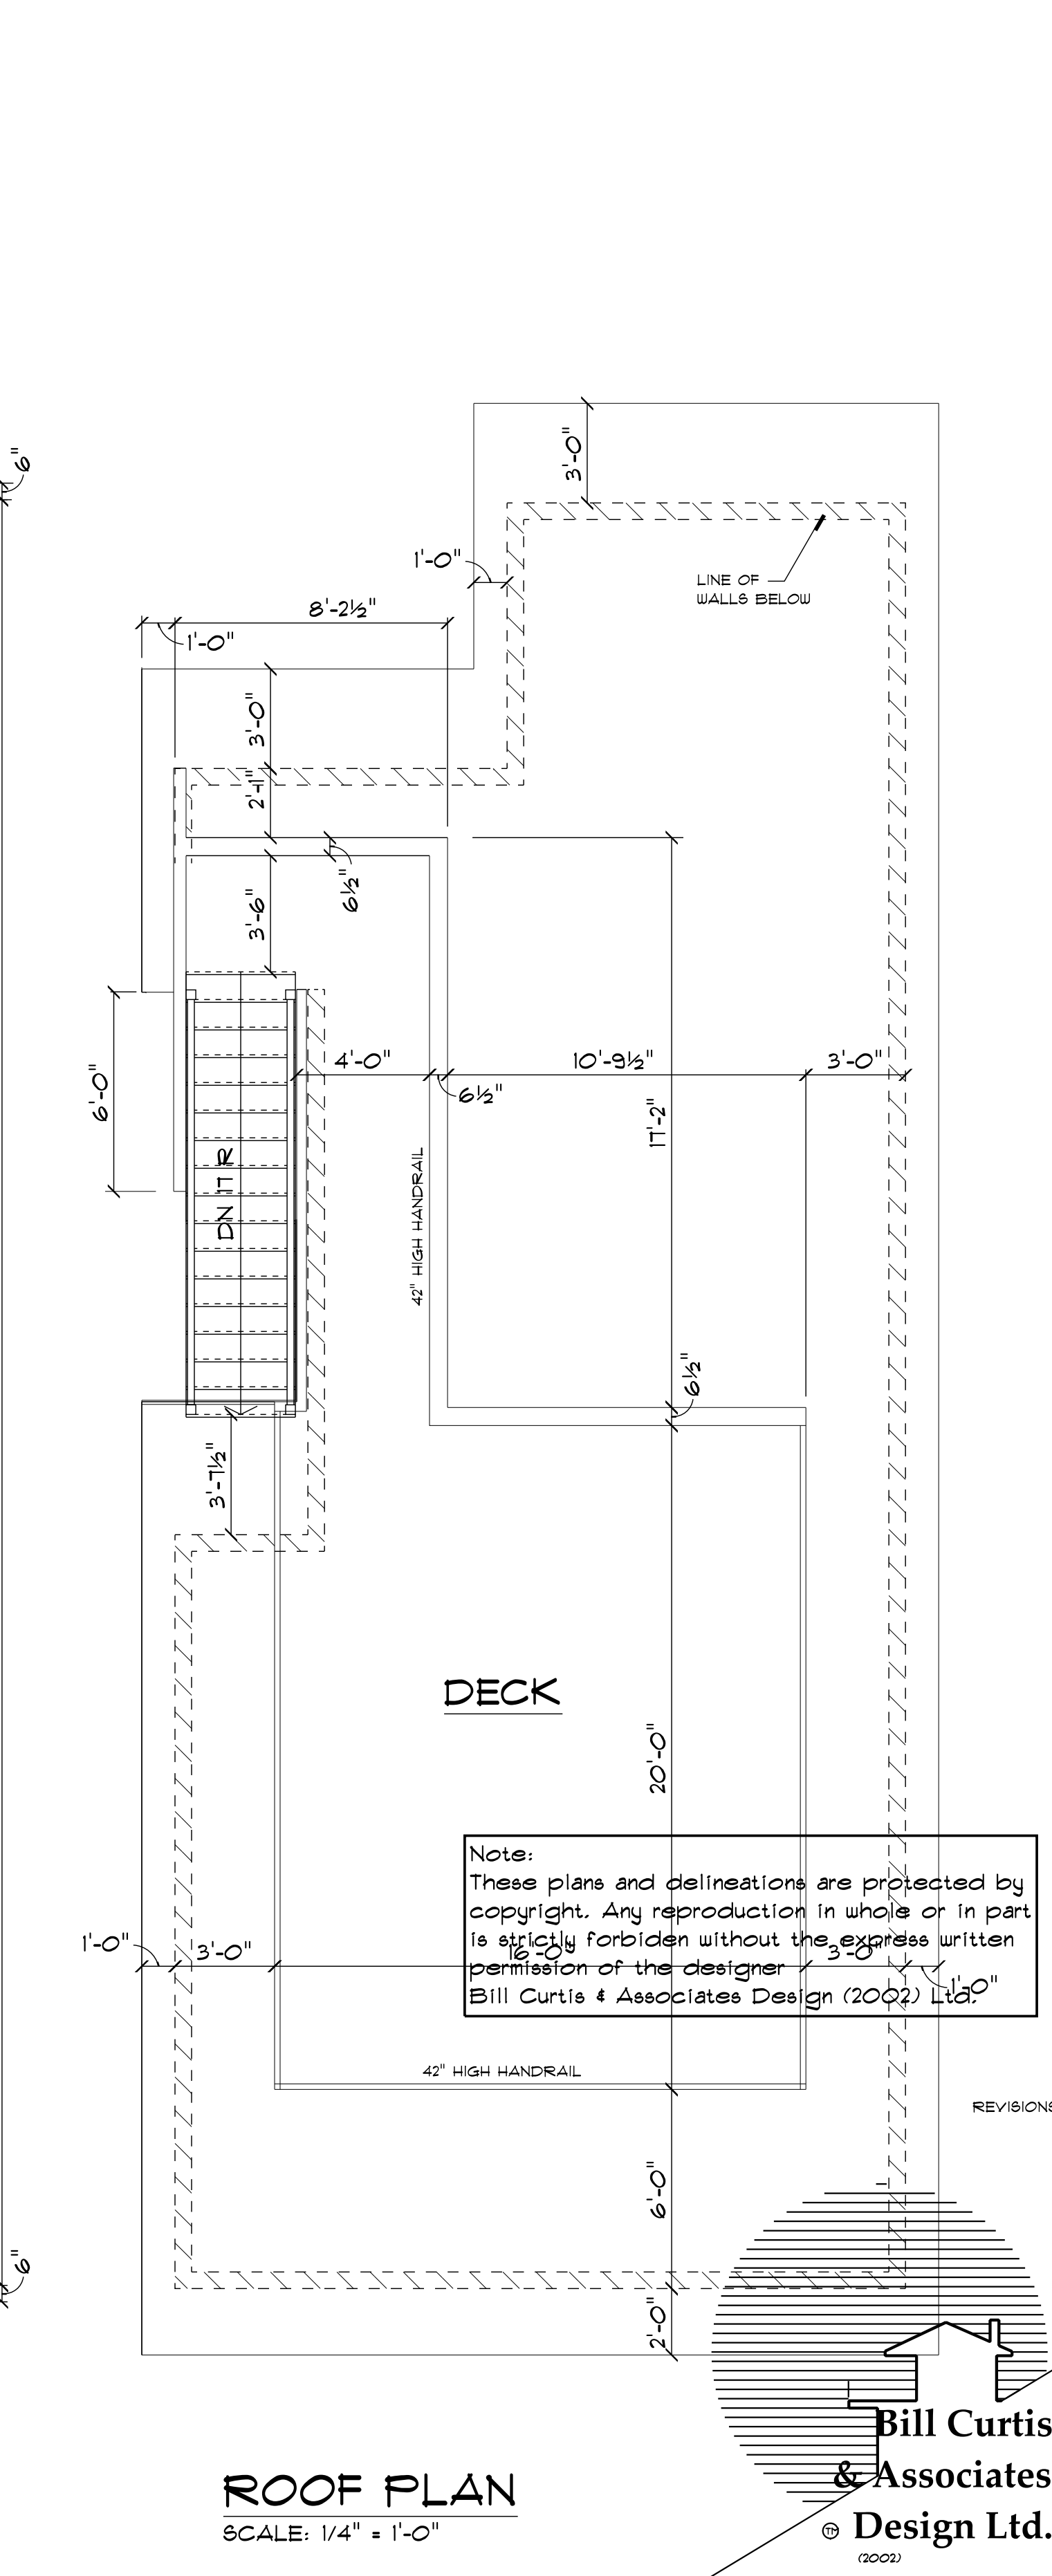 6"
3'-0"
1'-0"
LINE OF
WALLS BELOW
8'-2½"
1'-0"
3'-0"
2'-1"
6½"
3'-6"
4'-0"
10'-9½"
3'-0"
6½"
6'-0"
17'-2"
DN 17 R
42" HIGH HANDRAIL
6½"
3'-7½"
DECK
20'-0"
Note:
These plans and delineations are protected by
copyright. Any reproduction in whole or in part
is strictly forbiden without the express written
permission of the designer
Bill Curtis & Associates Design (2002) Ltd.
1'-0"
3'-0"
16'-0"
3'-0"
1'-0"
42" HIGH HANDRAIL
REVISIONS
6'-0"
6"
2'-0"
Bill Curtis
& Associates
TM Design Ltd.
(2002)
ROOF PLAN
SCALE: 1/4" = 1'-0"